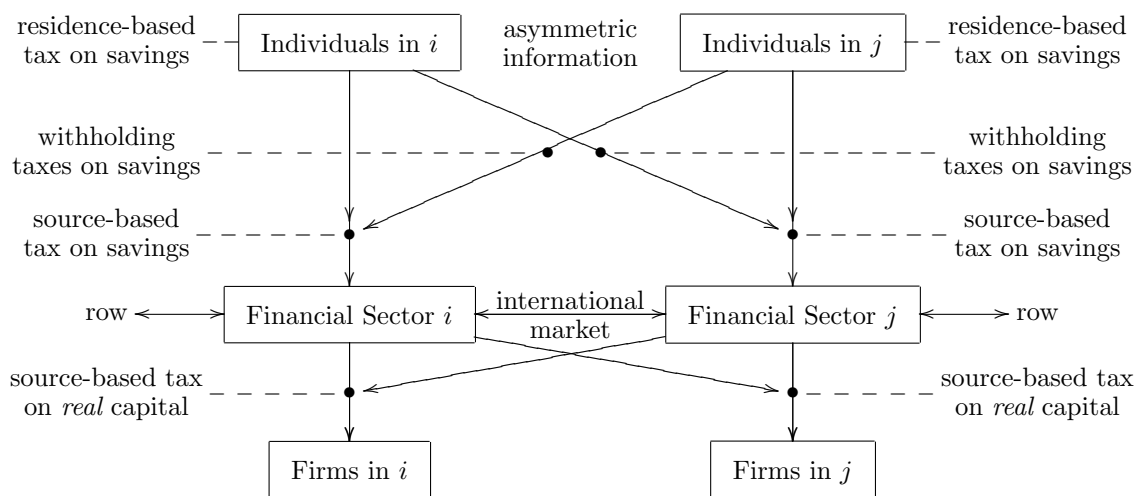 residence-based
tax on savings
Individuals in i
asymmetric
information
Individuals in j
residence-based
tax on savings
withholding
taxes on savings
withholding
taxes on savings
source-based
tax on savings
source-based
tax on savings
row
Financial Sector i
international
market
Financial Sector j
row
source-based tax
on real capital
source-based tax
on real capital
Firms in i
Firms in j